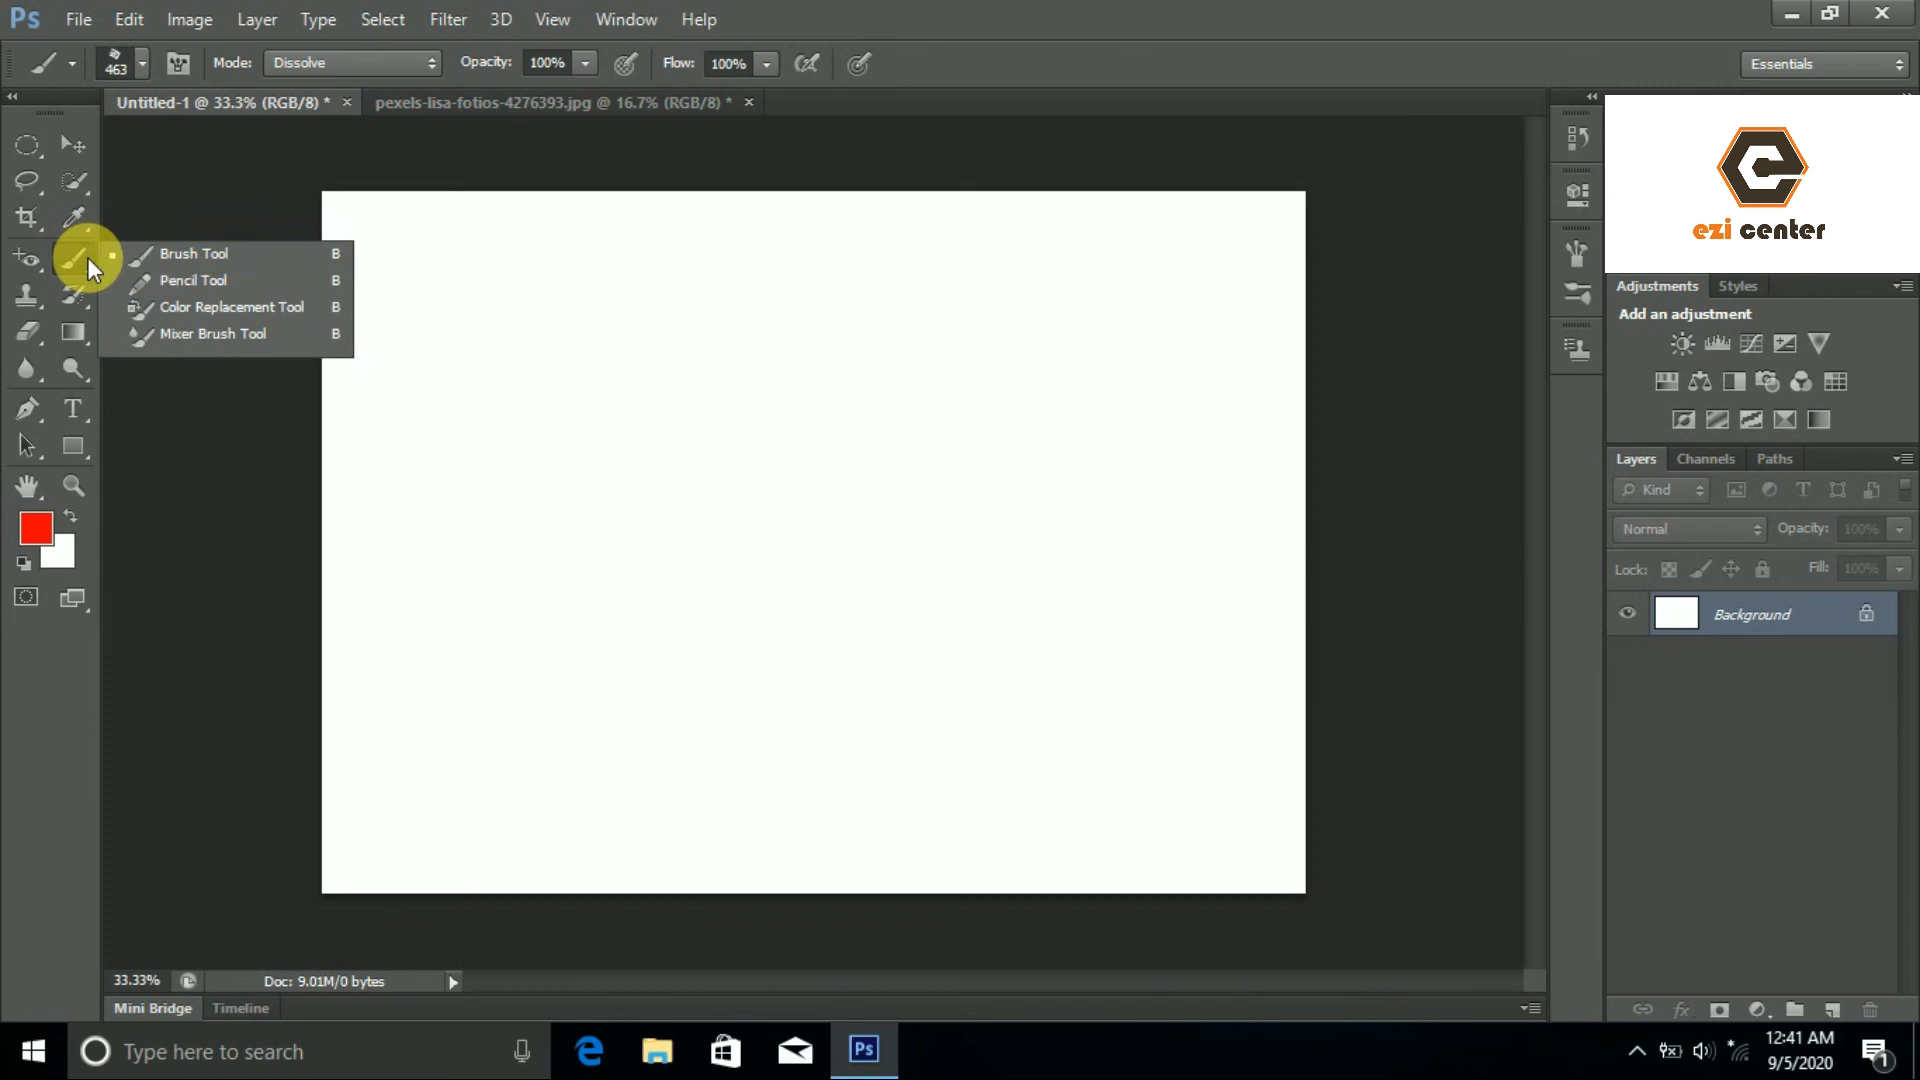 Ps File Edit Image Layer Type Select Filter 3D View Window Help
463 Mode: Dissolve Opacity: 100% Flow: 100% Essentials
Untitled-1 @ 33.3% (RGB/8) * × pexels-lisa-fotios-4276393.jpg @ 16.7% (RGB/8) * ×
ezi center
Brush Tool B
Pencil Tool B
Color Replacement Tool B
Mixer Brush Tool B
Adjustments Styles
Add an adjustment
Layers Channels Paths
Kind
Normal Opacity: 100%
Lock: Fill: 100%
Background
33.33% Doc: 9.01M/0 bytes
Mini Bridge Timeline
Type here to search
Ps
12:41 AM
9/5/2020
1